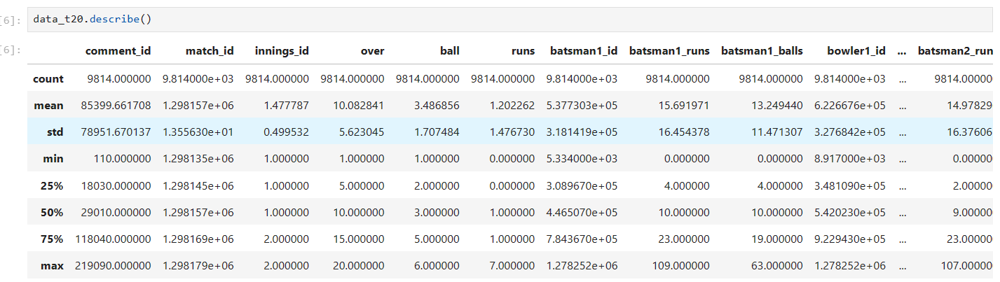 [6]: data_t20.describe()
[6]: comment_id match_id innings_id over ball runs batsman1_id batsman1_runs batsman1_balls bowler1_id ... batsman2_run
count 9814.000000 9.814000e+03 9814.000000 9814.000000 9814.000000 9814.000000 9.814000e+03 9814.000000 9814.000000 9.814000e+03 ... 9814.00000
mean 85399.661708 1.298157e+06 1.477787 10.082841 3.486856 1.202262 5.377303e+05 15.691971 13.249440 6.226676e+05 ... 14.97829
std 78951.670137 1.355630e+01 0.499532 5.623045 1.707484 1.476730 3.181419e+05 16.454378 11.471307 3.276842e+05 ... 16.37606
min 110.000000 1.298135e+06 1.000000 1.000000 1.000000 0.000000 5.334000e+03 0.000000 0.000000 8.917000e+03 ... 0.00000
25% 18030.000000 1.298145e+06 1.000000 5.000000 2.000000 0.000000 3.089670e+05 4.000000 4.000000 3.481090e+05 ... 2.00000
50% 29010.000000 1.298157e+06 1.000000 10.000000 3.000000 1.000000 4.465070e+05 10.000000 10.000000 5.420230e+05 ... 9.00000
75% 118040.000000 1.298169e+06 2.000000 15.000000 5.000000 1.000000 7.843670e+05 23.000000 19.000000 9.229430e+05 ... 23.00000
max 219090.000000 1.298179e+06 2.000000 20.000000 6.000000 7.000000 1.278252e+06 109.000000 63.000000 1.278252e+06 ... 107.00000